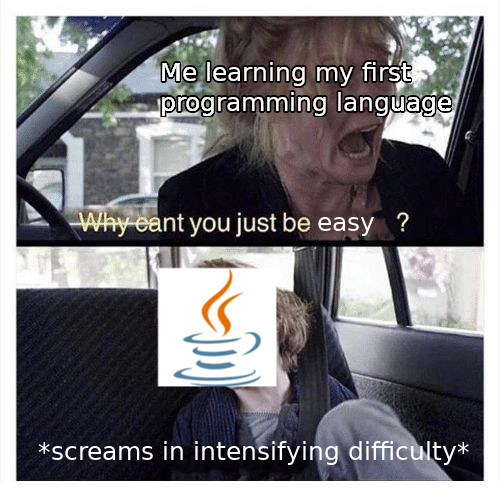 Me learning my first
programming language
Why cant you just be easy ?
*screams in intensifying difficulty*